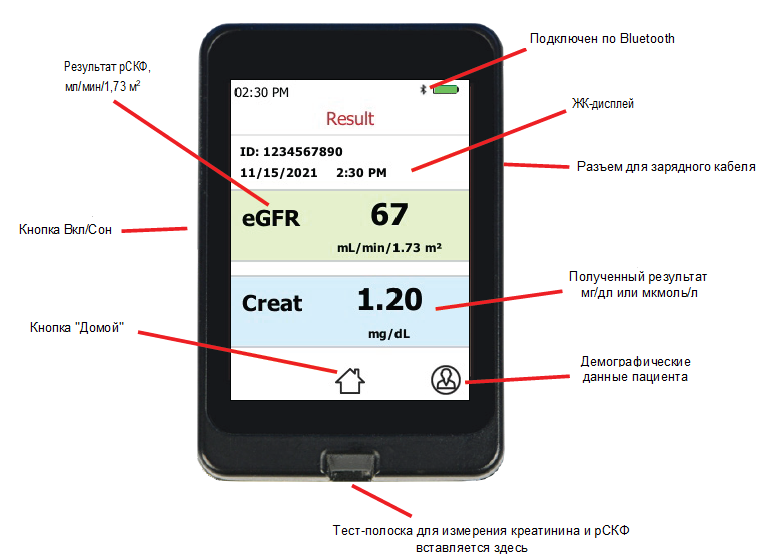 Подключен по Bluetooth
Результат рСКФ,
мл/мин/1,73 м²
02:30 PM
Result
ЖК-дисплей
ID: 1234567890
11/15/2021 2:30 PM
Разъем для зарядного кабеля
eGFR 67
mL/min/1.73 m²
Кнопка Вкл/Сон
Полученный результат
мг/дл или мкмоль/л
Creat 1.20
mg/dL
Кнопка "Домой"
Демографические
данные пациента
Тест-полоска для измерения креатинина и рСКФ
вставляется здесь